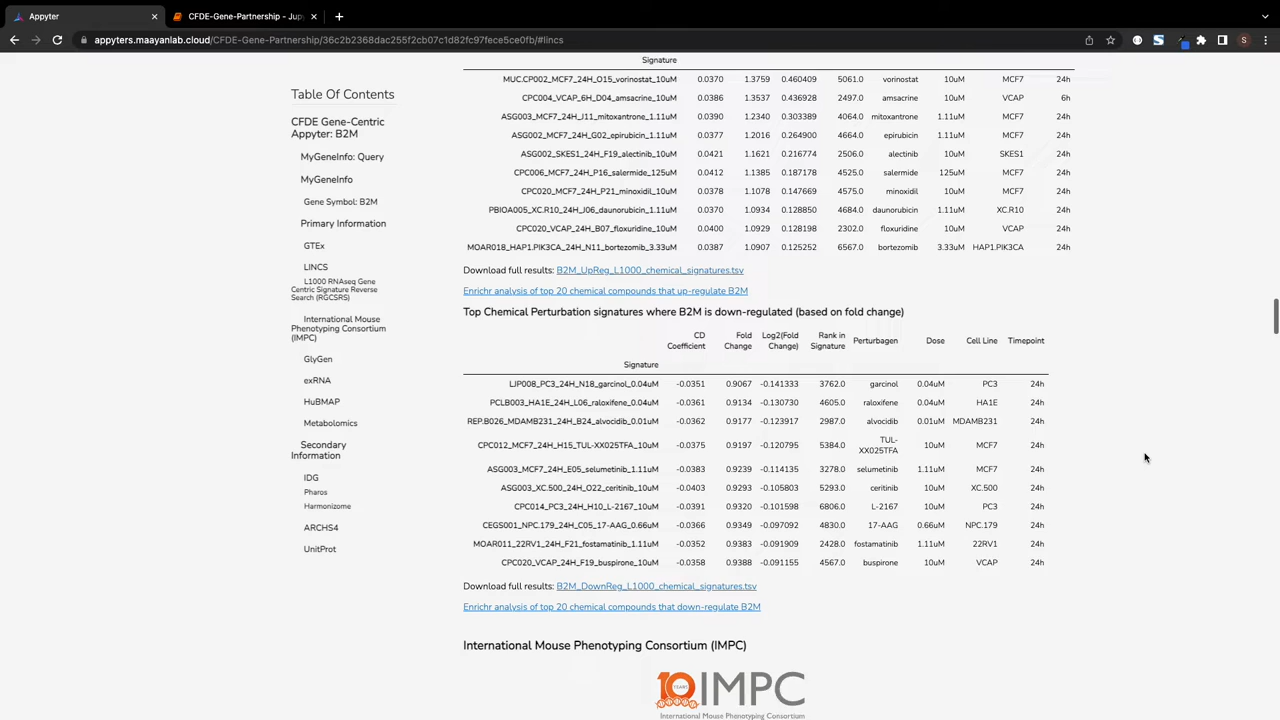 Appyter
CFDE-Gene-Partnership - Jup
appyters.maayanlab.cloud/CFDE-Gene-Partnership/36c2b2368dac255f2cb07c1d82fc97fece5ce0fb/#lincs
Table Of Contents
CFDE Gene-Centric
Appyter: B2M
MyGeneInfo: Query
MyGeneInfo
Gene Symbol: B2M
Primary Information
GTEx
LINCS
L1000 RNAseq Gene
Centric Signature Reverse
Search (RGCSRS)
International Mouse
Phenotyping Consortium
(IMPC)
GlyGen
exRNA
HuBMAP
Metabolomics
Secondary
Information
IDG
Pharos
Harmonizome
ARCHS4
UnitProt
Signature
MUC.CP002_MCF7_24H_O15_vorinostat_10uM 0.0370 1.3759 0.460409 5061.0 vorinostat 10uM MCF7 24h
CPC004_VCAP_6H_D04_amsacrine_10uM 0.0386 1.3537 0.436928 2497.0 amsacrine 10uM VCAP 6h
ASG003_MCF7_24H_J11_mitoxantrone_1.11uM 0.0390 1.2340 0.303389 4064.0 mitoxantrone 1.11uM MCF7 24h
ASG002_MCF7_24H_G02_epirubicin_1.11uM 0.0377 1.2016 0.264900 4664.0 epirubicin 1.11uM MCF7 24h
ASG002_SKES1_24H_F19_alectinib_10uM 0.0421 1.1621 0.216774 2506.0 alectinib 10uM SKES1 24h
CPC006_MCF7_24H_P16_salermide_125uM 0.0412 1.1385 0.187178 4525.0 salermide 125uM MCF7 24h
CPC020_MCF7_24H_P21_minoxidil_10uM 0.0378 1.1078 0.147669 4575.0 minoxidil 10uM MCF7 24h
PBIOA005_XC.R10_24H_J06_daunorubicin_1.11uM 0.0370 1.0934 0.128850 4684.0 daunorubicin 1.11uM XC.R10 24h
CPC020_VCAP_24H_B07_floxuridine_10uM 0.0400 1.0929 0.128198 2302.0 floxuridine 10uM VCAP 24h
MOAR018_HAP1.PIK3CA_24H_N11_bortezomib_3.33uM 0.0387 1.0907 0.125252 6567.0 bortezomib 3.33uM HAP1.PIK3CA 24h
Download full results: B2M_UpReg_L1000_chemical_signatures.tsv
Enrichr analysis of top 20 chemical compounds that up-regulate B2M
Top Chemical Perturbation signatures where B2M is down-regulated (based on fold change)
CD Fold Log2(Fold Rank in
Coefficient Change Change) Signature Perturbagen Dose Cell Line Timepoint
Signature
LJP008_PC3_24H_N18_garcinol_0.04uM -0.0351 0.9067 -0.141333 3762.0 garcinol 0.04uM PC3 24h
PCLB003_HA1E_24H_L06_raloxifene_0.04uM -0.0361 0.9134 -0.130730 4605.0 raloxifene 0.04uM HA1E 24h
REP.B026_MDAMB231_24H_B24_alvocidib_0.01uM -0.0362 0.9177 -0.123917 2987.0 alvocidib 0.01uM MDAMB231 24h
CPC012_MCF7_24H_H15_TUL-XX025TFA_10uM -0.0375 0.9197 -0.120795 5384.0 TUL-XX025TFA 10uM MCF7 24h
ASG003_MCF7_24H_E05_selumetinib_1.11uM -0.0383 0.9239 -0.114135 3278.0 selumetinib 1.11uM MCF7 24h
ASG003_XC.500_24H_O22_ceritinib_10uM -0.0403 0.9293 -0.105803 5293.0 ceritinib 10uM XC.500 24h
CPC014_PC3_24H_H10_L-2167_10uM -0.0391 0.9320 -0.101598 6806.0 L-2167 10uM PC3 24h
CEGS001_NPC.179_24H_C05_17-AAG_0.66uM -0.0366 0.9349 -0.097092 4830.0 17-AAG 0.66uM NPC.179 24h
MOAR011_22RV1_24H_F21_fostamatinib_1.11uM -0.0352 0.9383 -0.091909 2428.0 fostamatinib 1.11uM 22RV1 24h
CPC020_VCAP_24H_F19_buspirone_10uM -0.0358 0.9388 -0.091155 4567.0 buspirone 10uM VCAP 24h
Download full results: B2M_DownReg_L1000_chemical_signatures.tsv
Enrichr analysis of top 20 chemical compounds that down-regulate B2M
International Mouse Phenotyping Consortium (IMPC)
10 YEARS IMPC
International Mouse Phenotyping Consortium